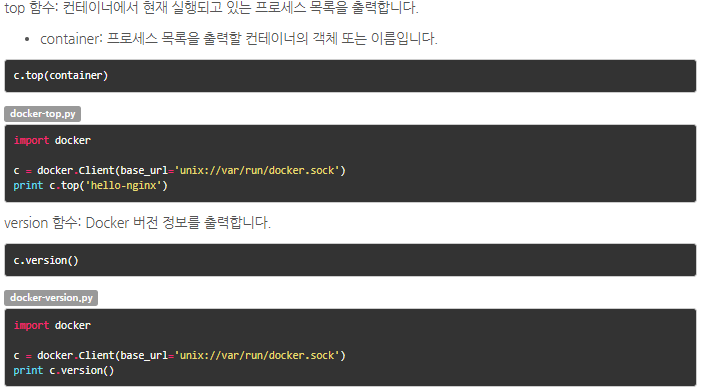 top 함수: 컨테이너에서 현재 실행되고 있는 프로세스 목록을 출력합니다.
• container: 프로세스 목록을 출력할 컨테이너의 객체 또는 이름입니다.
c.top(container)
docker-top.py
import docker
c = docker.Client(base_url='unix://var/run/docker.sock')
print c.top('hello-nginx')
version 함수: Docker 버전 정보를 출력합니다.
c.version()
docker-version.py
import docker
c = docker.Client(base_url='unix://var/run/docker.sock')
print c.version()